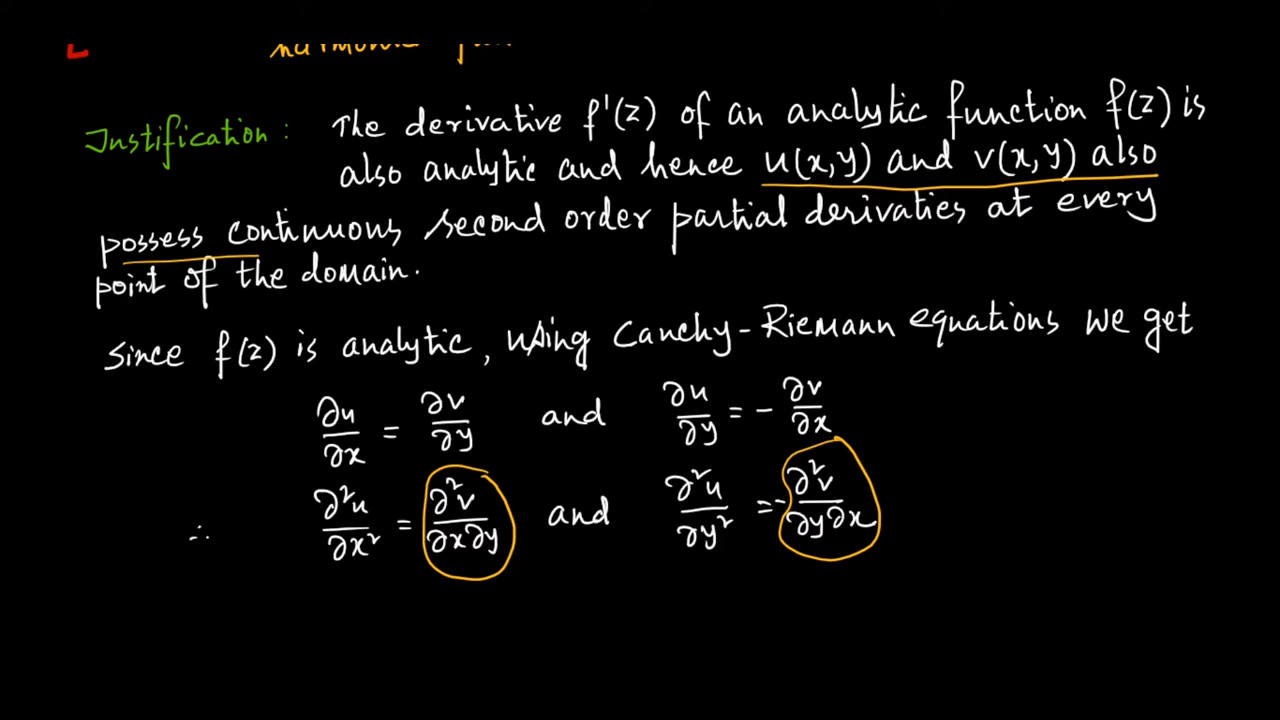 Justification: The derivative f'(z) of an analytic function f(z) is
also analytic and hence u(x,y) and v(x,y) also
possess continuous second order partial derivaties at every
point of the domain.
Since f(z) is analytic, using Cauchy-Riemann equations we get
∂u/∂x = ∂v/∂y and ∂u/∂y = - ∂v/∂x
∴ ∂²u/∂x² = ∂²v/∂x∂y and ∂²u/∂y² = - ∂²v/∂y∂x